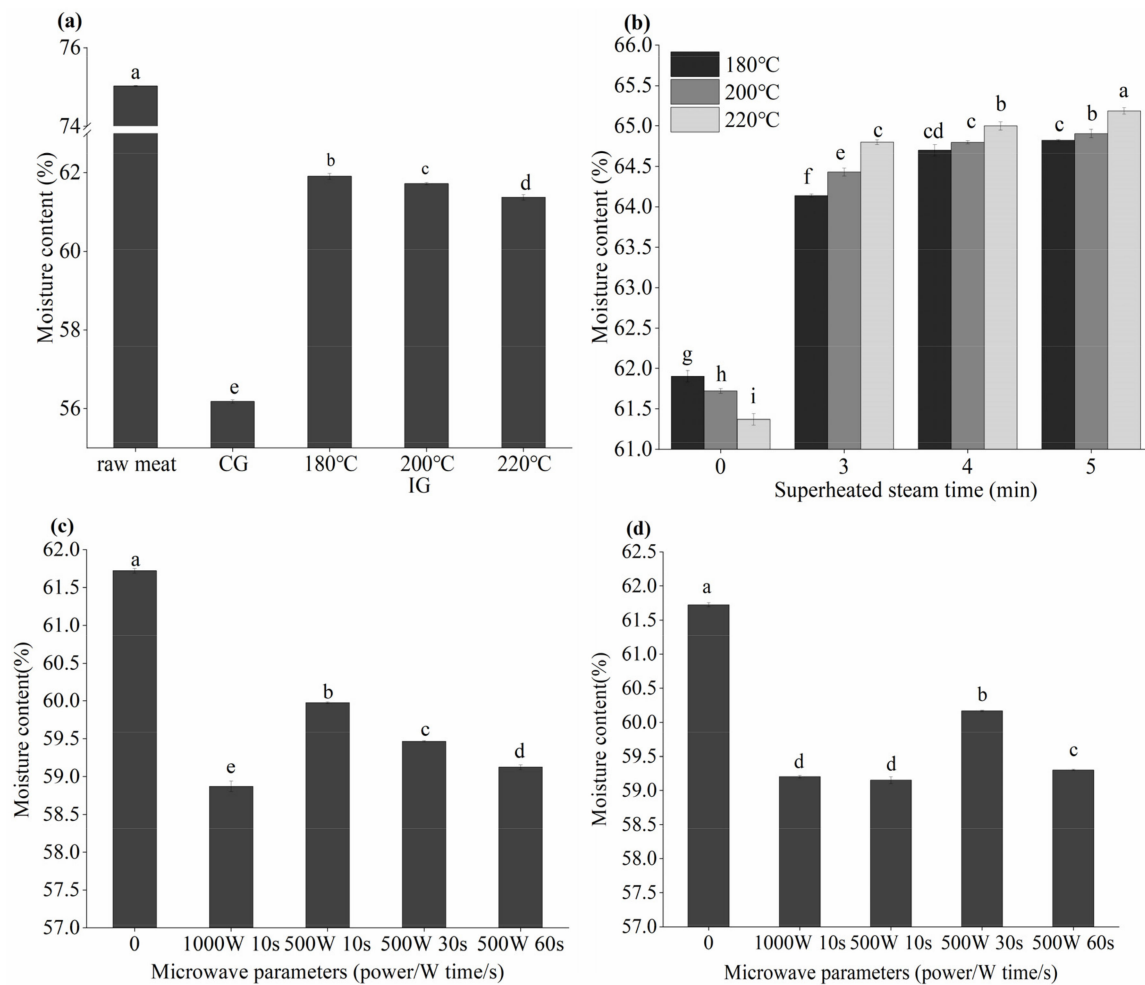 (a)
76
74
62
60
58
56
Moisture content (%)
a
e
b
c
d
raw meat CG 180℃ 200℃ 220℃
IG
(b)
66.0
65.5
65.0
64.5
64.0
63.5
63.0
62.5
62.0
61.5
61.0
Moisture content (%)
180℃
200℃
220℃
g h i
f e c
cd c b
c b a
0 3 4 5
Superheated steam time (min)
(c)
62.0
61.5
61.0
60.5
60.0
59.5
59.0
58.5
58.0
57.5
57.0
Moisture content(%)
a
e
b
c
d
0 1000W 10s 500W 10s 500W 30s 500W 60s
Microwave parameters (power/W time/s)
(d)
62.5
62.0
61.5
61.0
60.5
60.0
59.5
59.0
58.5
58.0
57.5
57.0
Moisture content(%)
a
d
d
b
c
0 1000W 10s 500W 10s 500W 30s 500W 60s
Microwave parameters (power/W time/s)